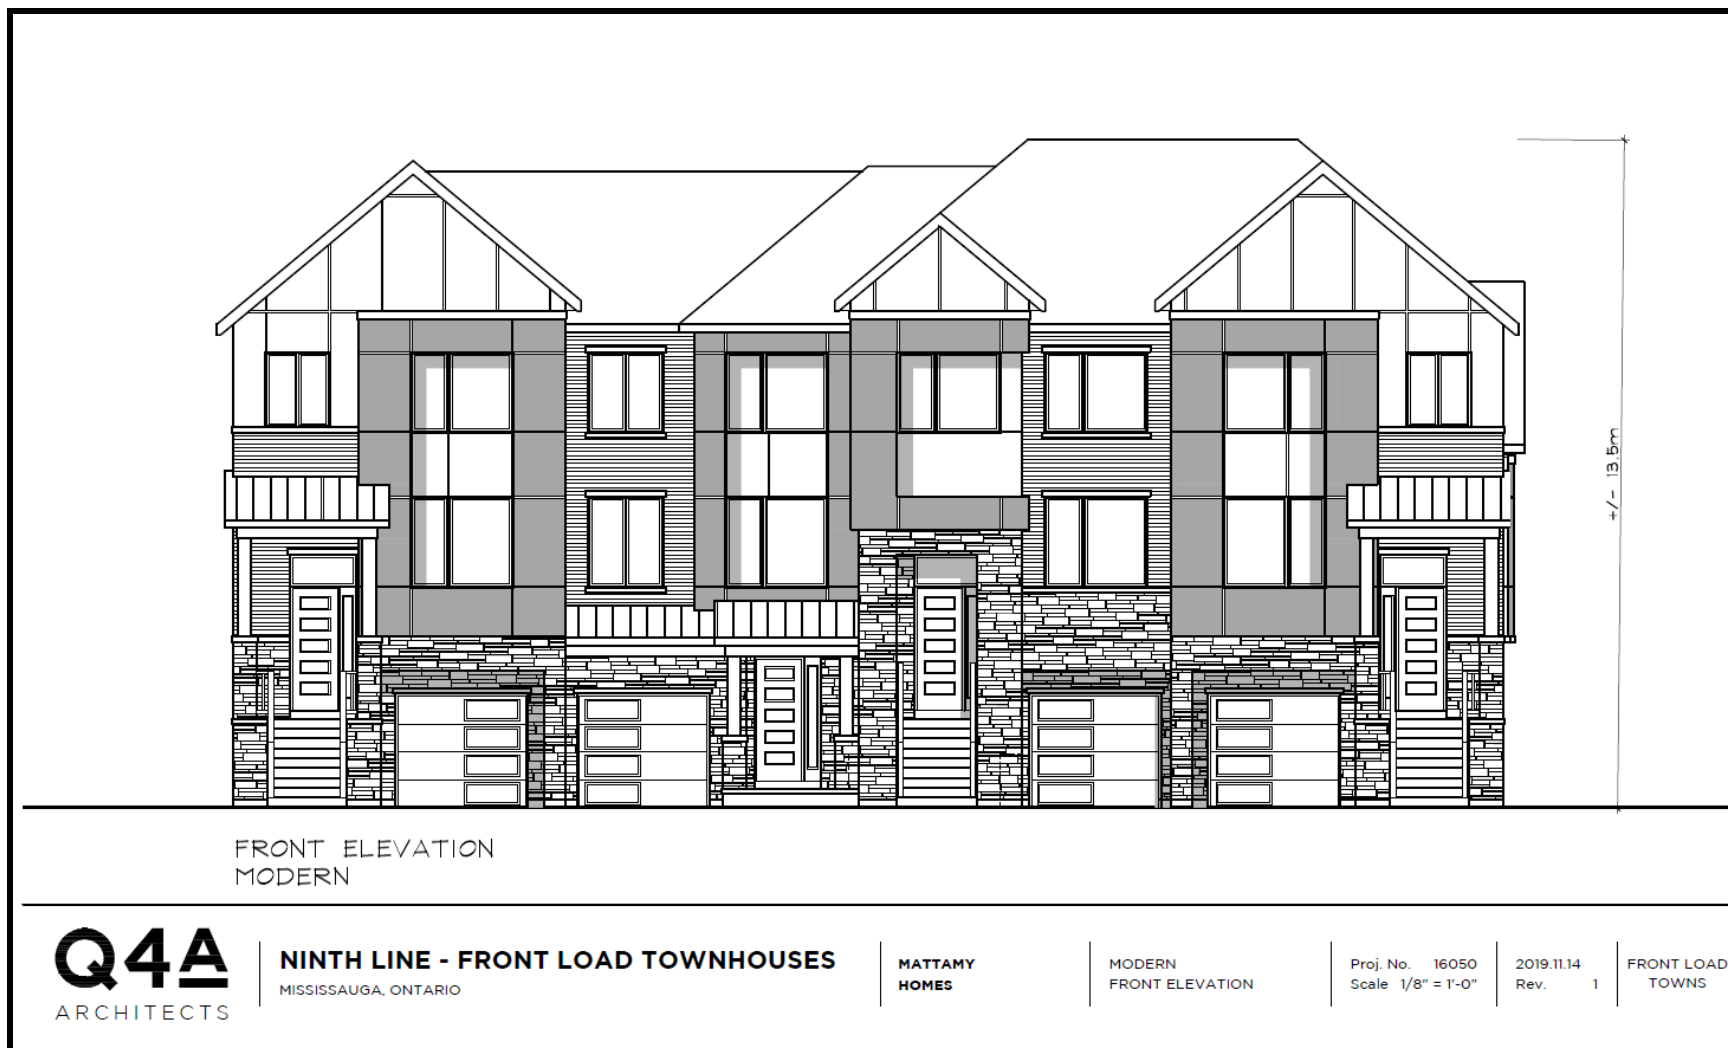 +/- 13.5m
FRONT ELEVATION
MODERN
Q4A
ARCHITECTS
NINTH LINE - FRONT LOAD TOWNHOUSES
MISSISSAUGA, ONTARIO
MATTAMY
HOMES
MODERN
FRONT ELEVATION
Proj. No. 16050
Scale 1/8" = 1'-0"
2019.11.14
Rev. 1
FRONT LOAD
TOWNS